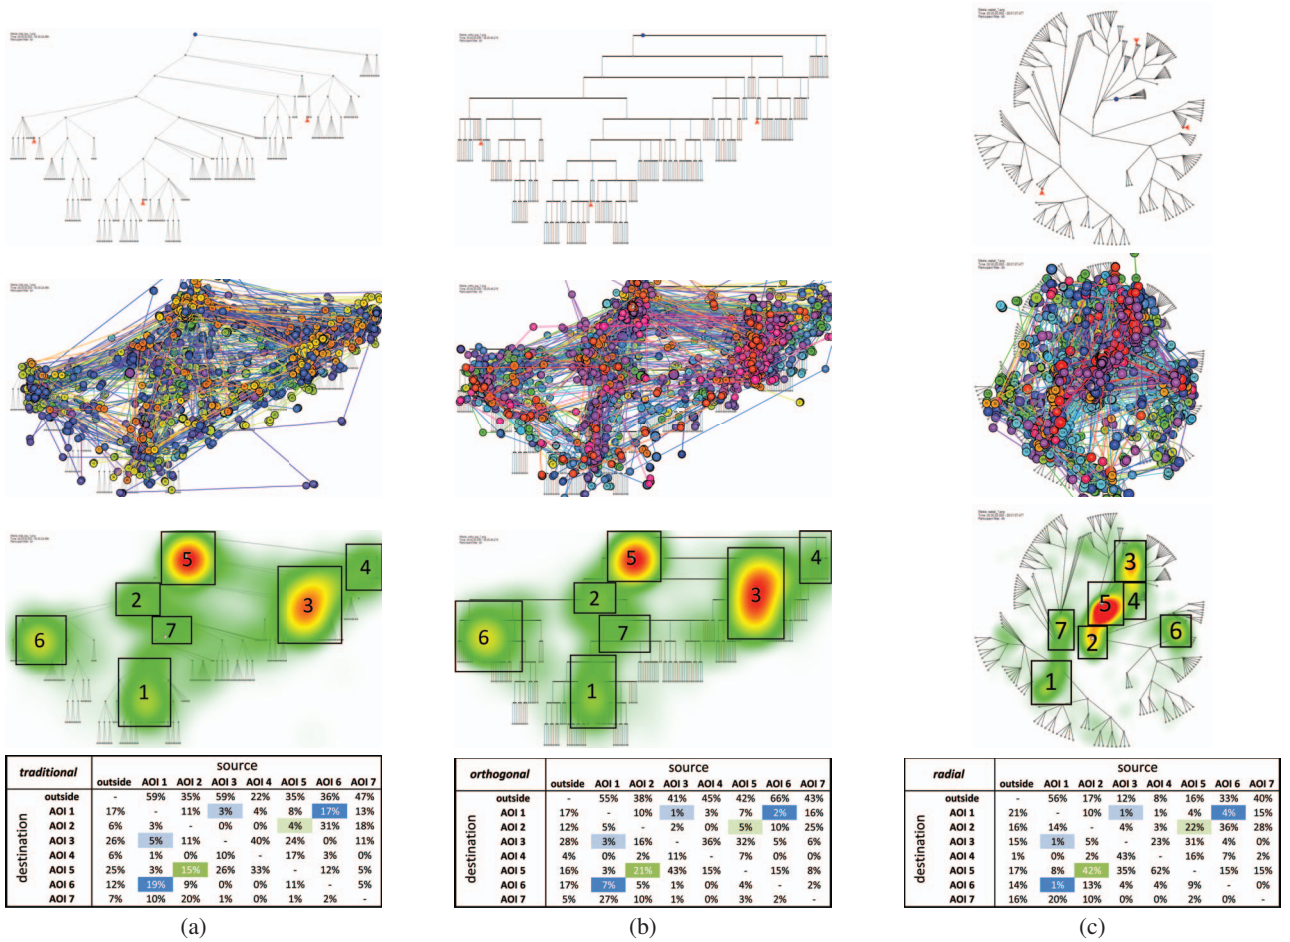 5
4
2
3
6
7
1
5
4
2
3
6
7
1
3
5
4
7
2
6
1
traditional source
outside AOI 1 AOI 2 AOI 3 AOI 4 AOI 5 AOI 6 AOI 7
destination
outside - 59% 35% 59% 22% 35% 36% 47%
AOI 1 17% - 11% 3% 4% 8% 17% 13%
AOI 2 6% 3% - 0% 0% 4% 31% 18%
AOI 3 26% 5% 11% - 40% 24% 0% 11%
AOI 4 6% 1% 0% 10% - 17% 3% 0%
AOI 5 25% 3% 15% 26% 33% - 12% 5%
AOI 6 12% 19% 9% 0% 0% 11% - 5%
AOI 7 7% 10% 20% 1% 0% 1% 2% -
orthogonal source
outside AOI 1 AOI 2 AOI 3 AOI 4 AOI 5 AOI 6 AOI 7
destination
outside - 55% 38% 41% 45% 42% 66% 43%
AOI 1 17% - 10% 1% 3% 7% 2% 16%
AOI 2 12% 5% - 2% 0% 5% 10% 25%
AOI 3 28% 3% 16% - 36% 32% 5% 6%
AOI 4 4% 0% 2% 11% - 7% 0% 0%
AOI 5 16% 3% 21% 43% 15% - 15% 8%
AOI 6 17% 7% 5% 1% 0% 4% - 2%
AOI 7 5% 27% 10% 1% 0% 3% 2% -
radial source
outside AOI 1 AOI 2 AOI 3 AOI 4 AOI 5 AOI 6 AOI 7
destination
outside - 56% 17% 12% 8% 16% 33% 40%
AOI 1 21% - 10% 1% 1% 4% 4% 15%
AOI 2 16% 14% - 4% 3% 22% 36% 28%
AOI 3 15% 1% 5% - 23% 31% 4% 0%
AOI 4 1% 0% 2% 43% - 16% 7% 2%
AOI 5 17% 8% 42% 35% 62% - 15% 15%
AOI 6 14% 1% 13% 4% 4% 9% - 0%
AOI 7 16% 20% 10% 0% 0% 2% 0% -
(a)
(b)
(c)